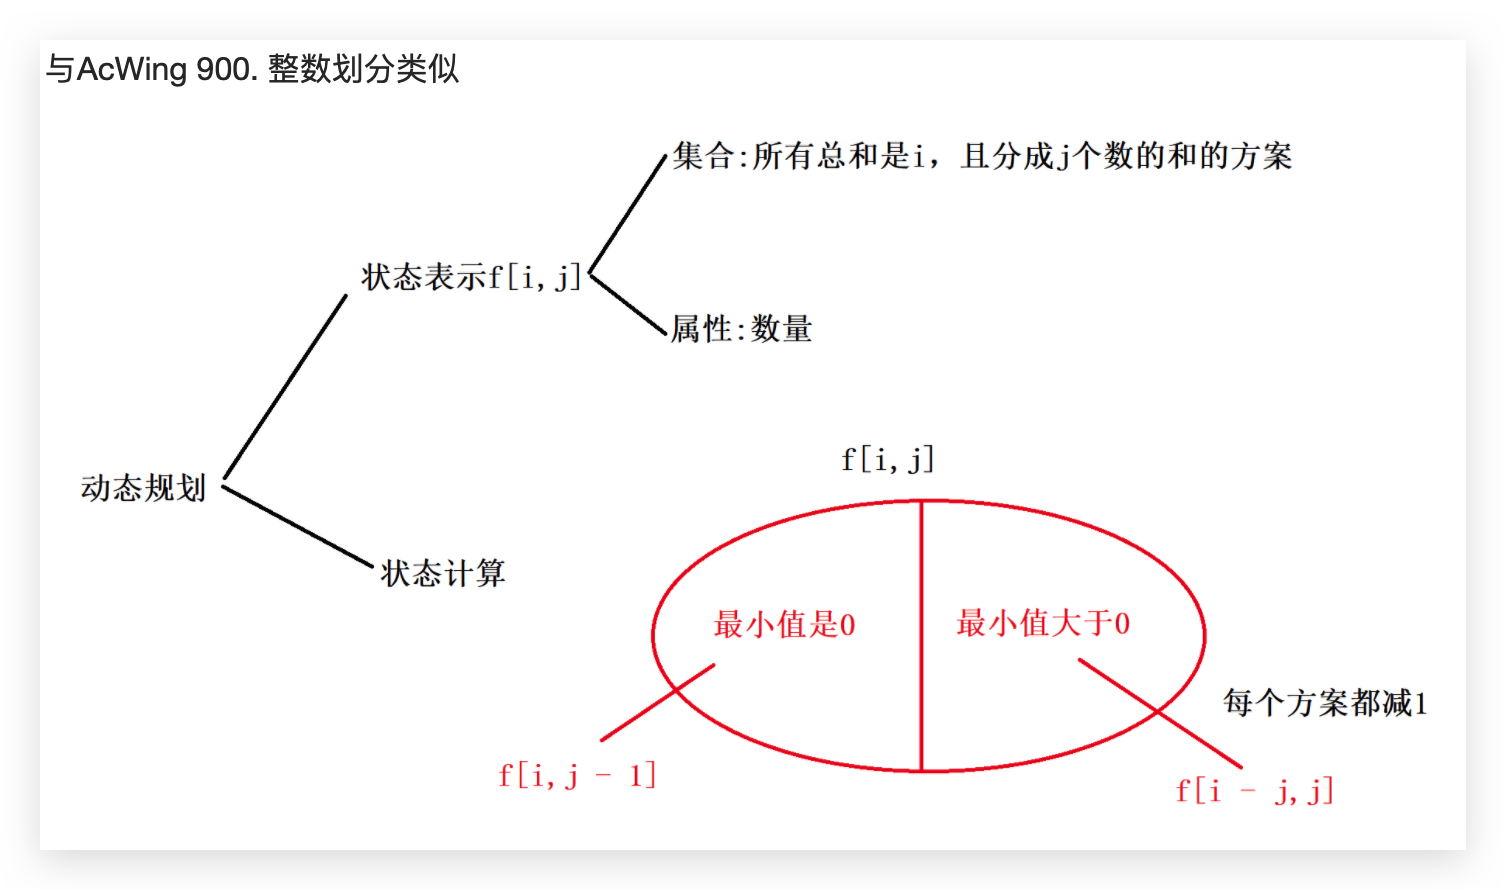 与AcWing 900. 整数划分类似
集合:所有总和是i，且分成j个数的和的方案
状态表示f[i,j]
属性:数量
动态规划
f[i,j]
状态计算
最小值是0
最小值大于0
每个方案都减1
f[i,j - 1]
f[i - j,j]